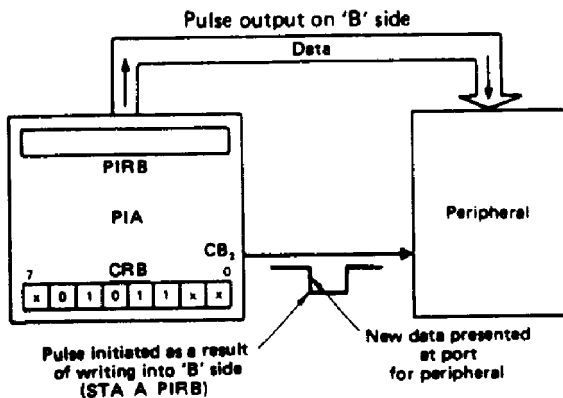 Pulse output on 'B' side
Data
PIRB
PIA
Peripheral
CB₂
7 CRB 0
x 0 1 0 1 1 x x
Pulse initiated as a result
of writing into 'B' side
(STA A PIRB)
New data presented
at port
for peripheral